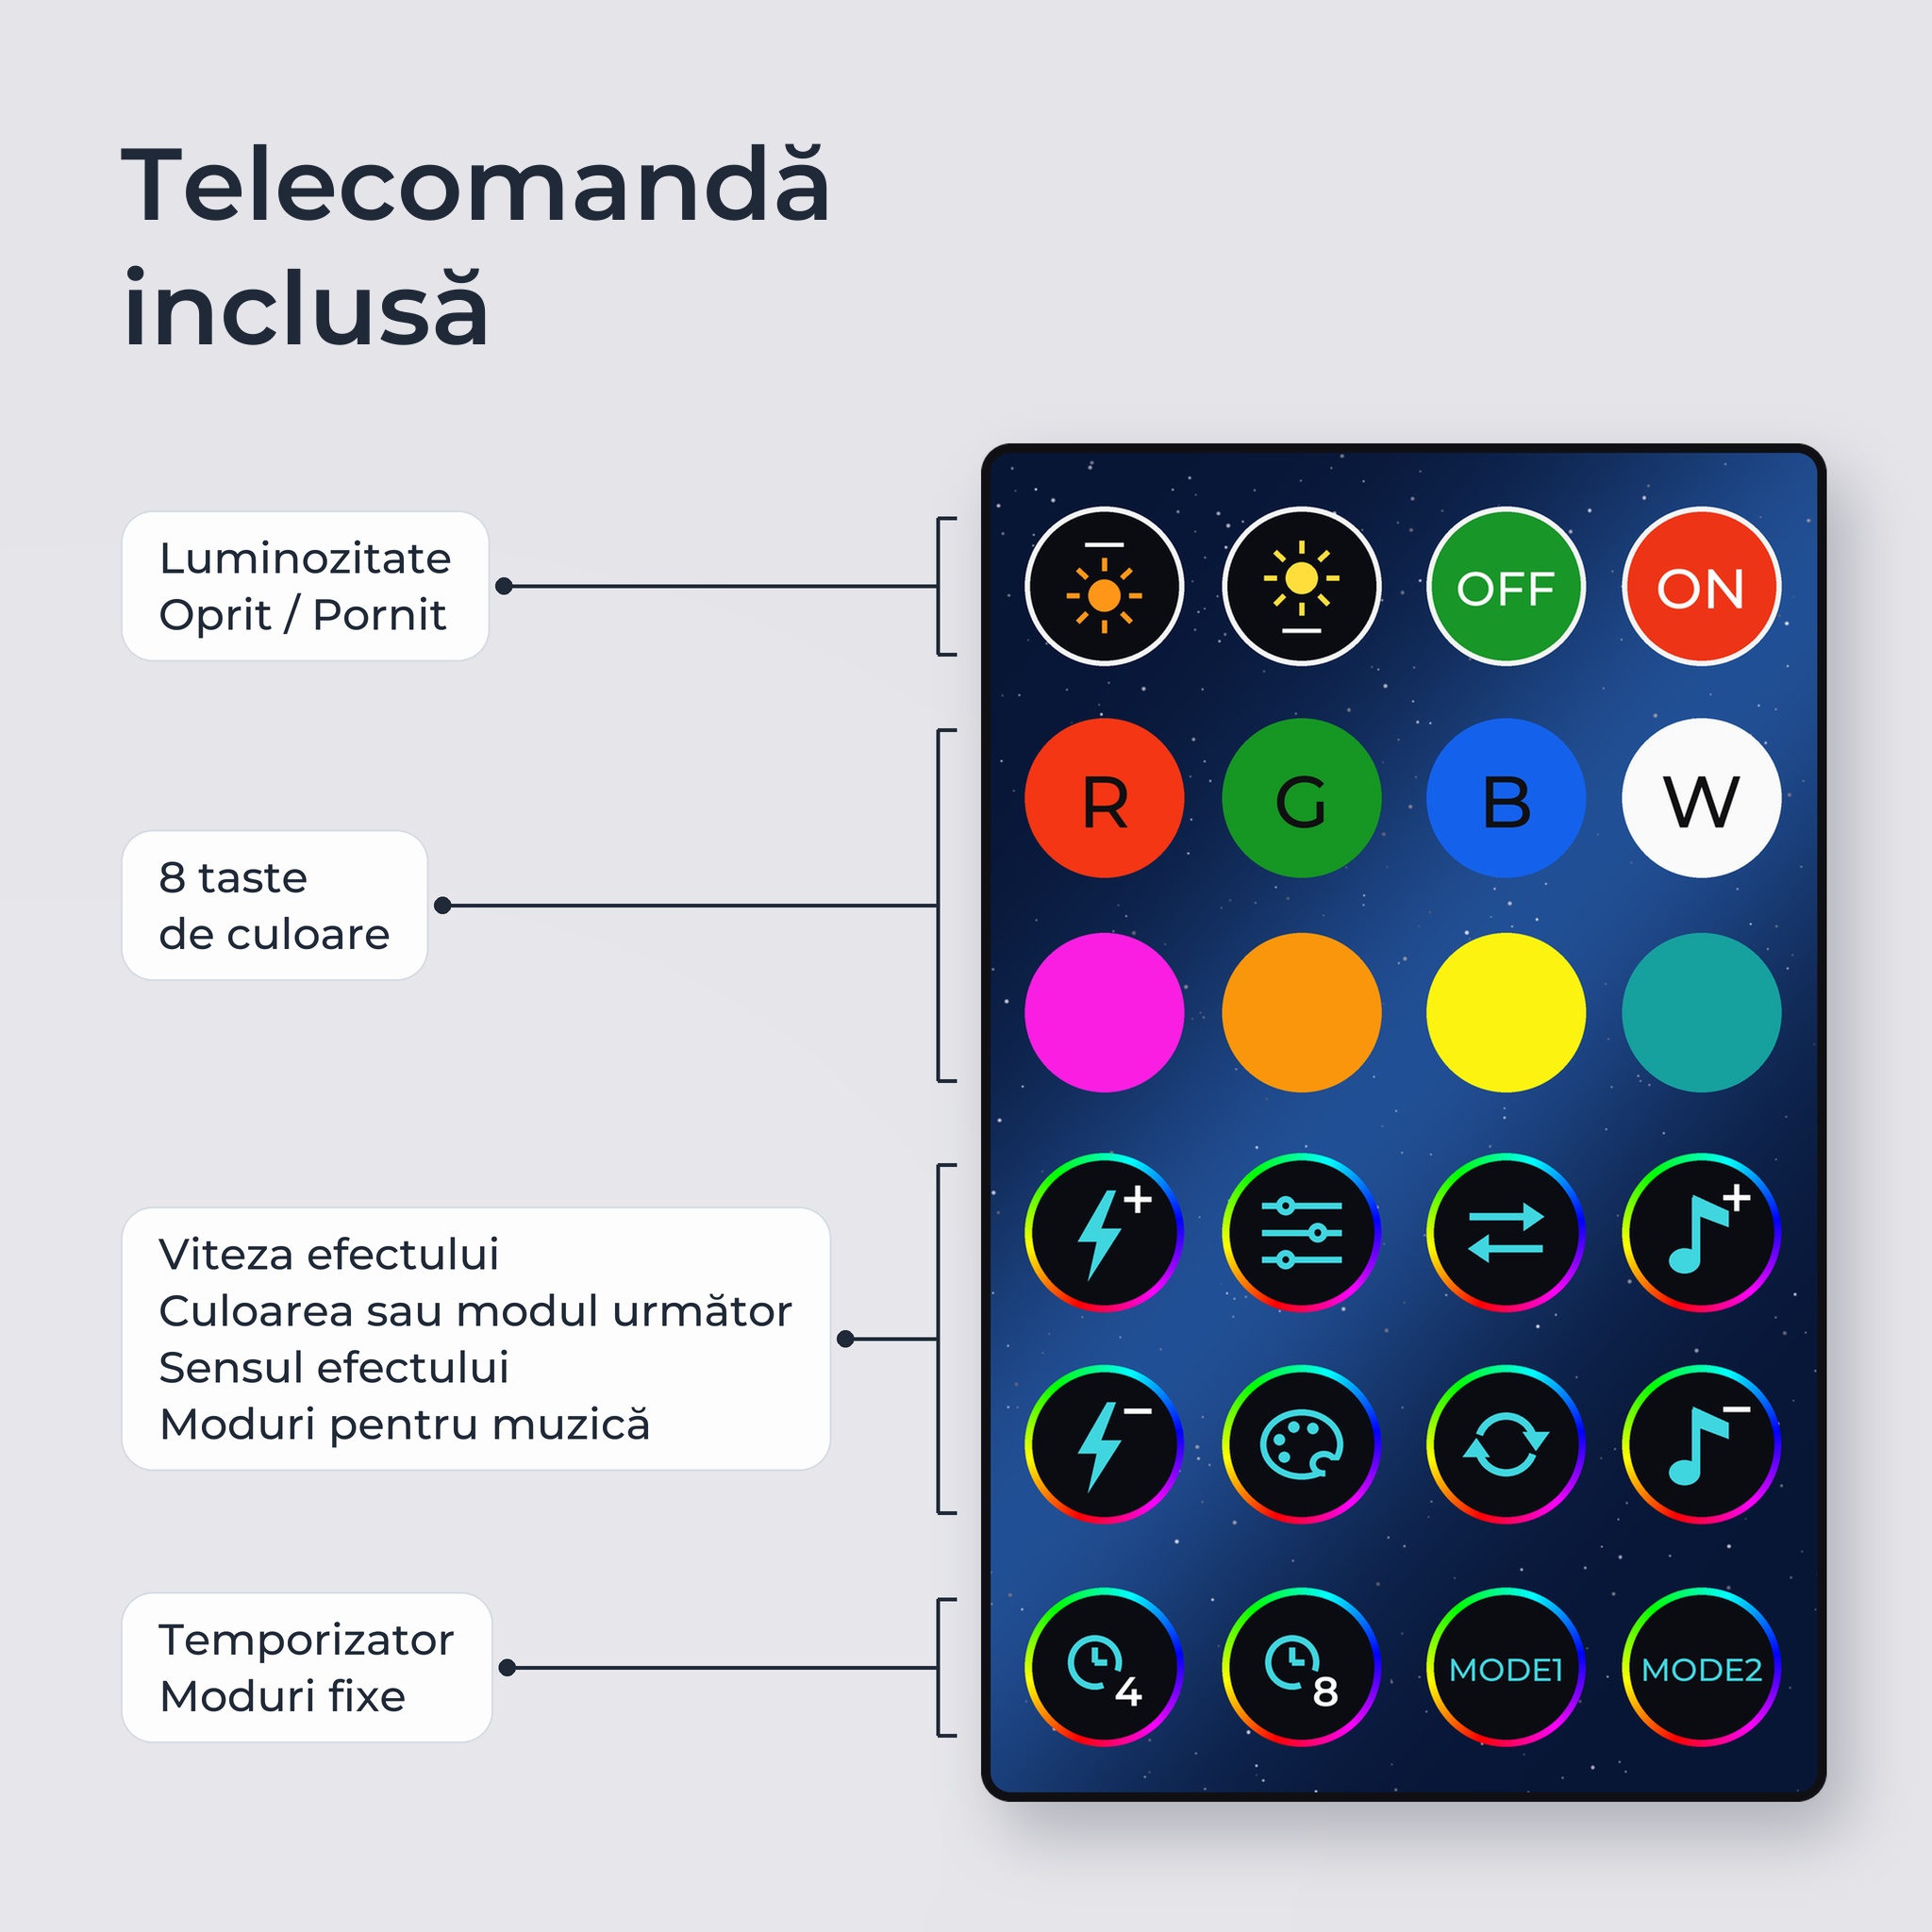 Telecomandă
inclusă
Luminozitate
Oprit / Pornit
OFF
ON
8 taste
de culoare
R
G
B
W
Viteza efectului
Culoarea sau modul următor
Sensul efectului
Moduri pentru muzică
Temporizator
Moduri fixe
4
8
MODE1
MODE2